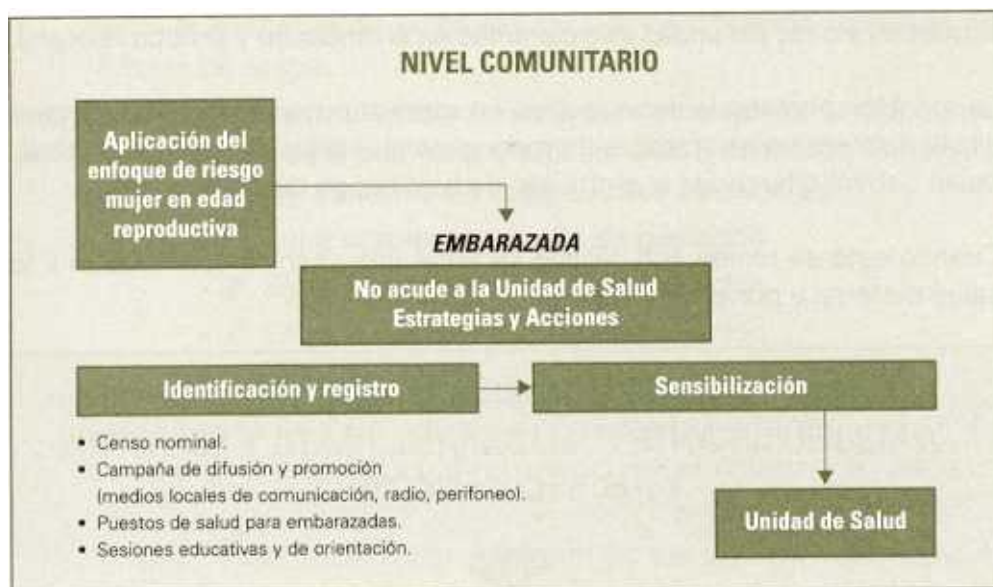 NIVEL COMUNITARIO
Aplicación del
enfoque de riesgo
mujer en edad
reproductiva
EMBARAZADA
No acude a la Unidad de Salud
Estrategias y Acciones
Identificación y registro
Sensibilización
• Censo nominal.
• Campaña de difusión y promoción
(medios locales de comunicación, radio, perifoneo).
• Puestos de salud para embarazadas.
• Sesiones educativas y de orientación.
Unidad de Salud